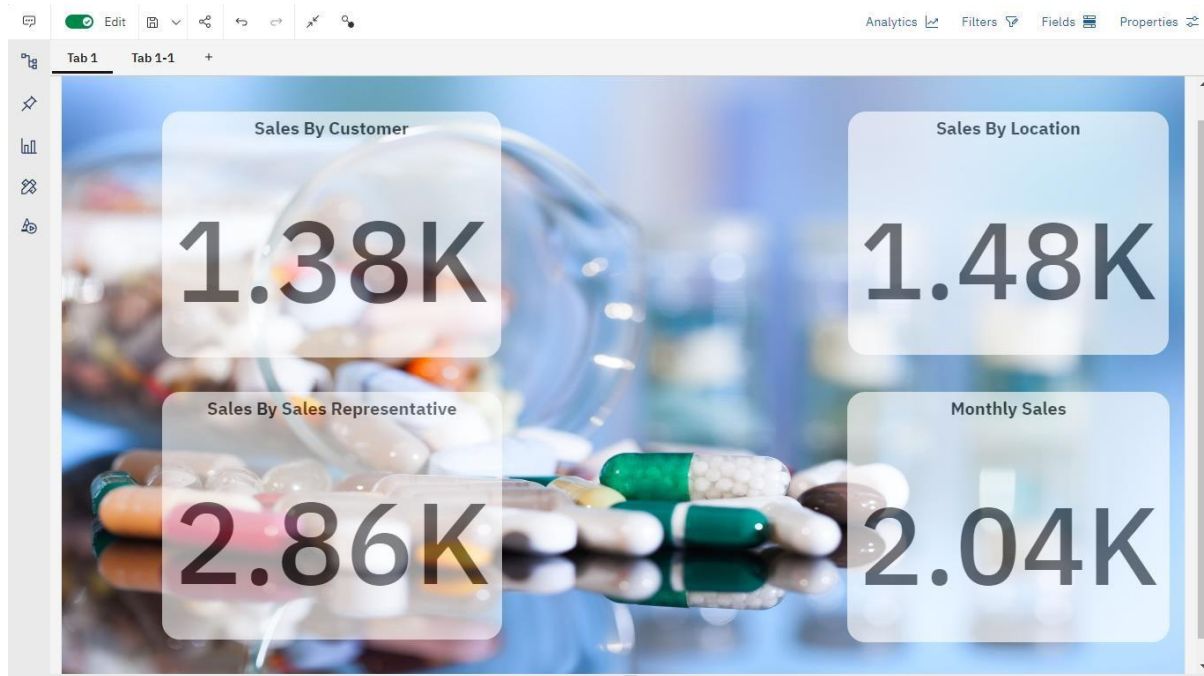 Edit
Analytics
Filters
Fields
Properties
Tab 1
Tab 1-1
+
Sales By Customer
1.38K
Sales By Location
1.48K
Sales By Sales Representative
2.86K
Monthly Sales
2.04K